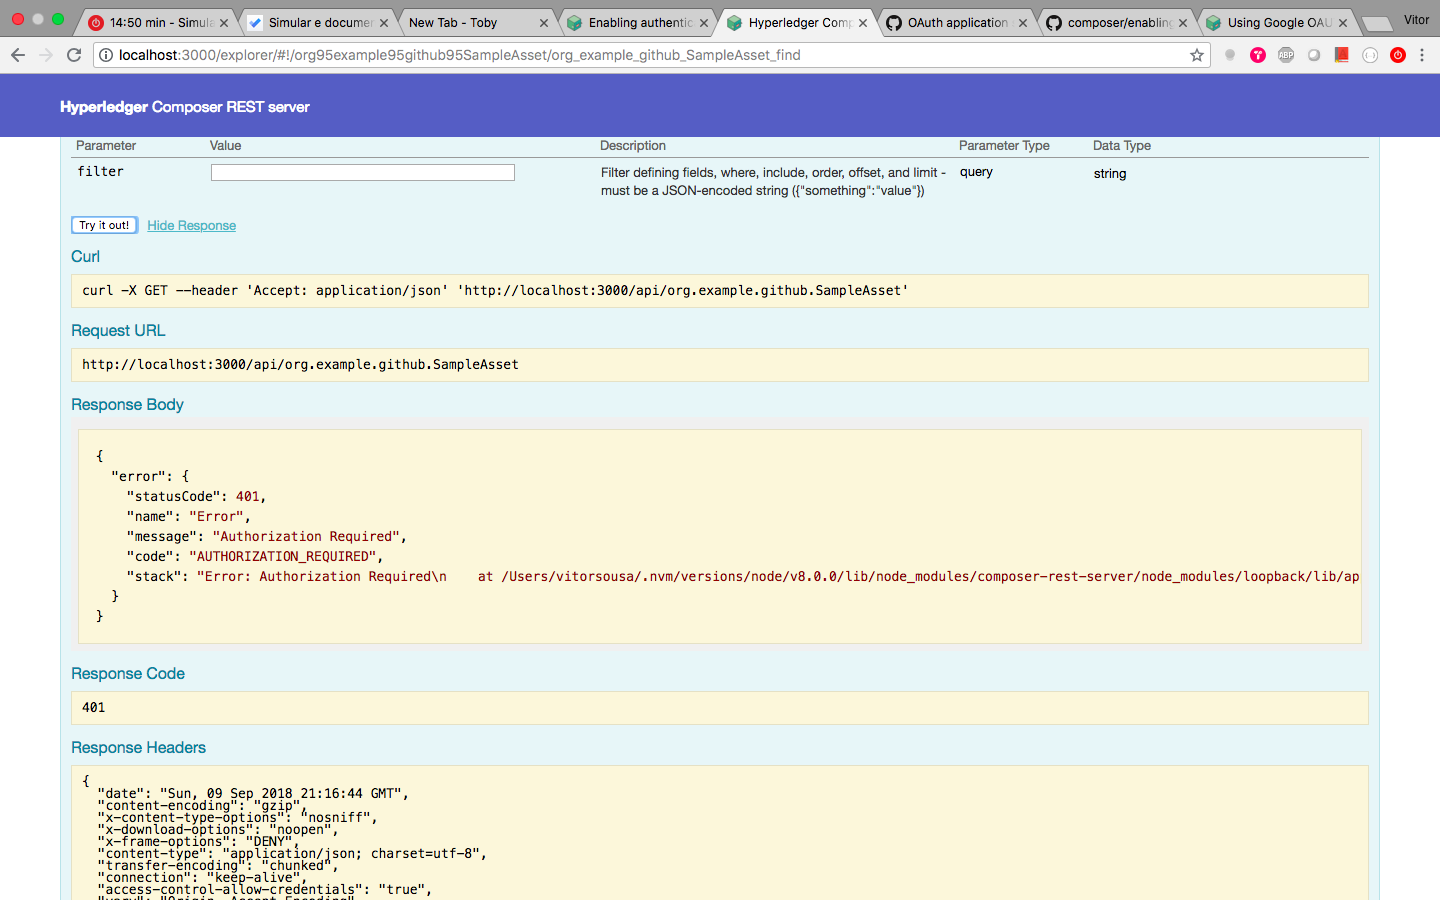 14:50 min - Simula
Simular e documen
New Tab - Toby
Enabling authentic
Hyperledger Comp
OAuth application
composer/enabling
Using Google OAU
Vitor
localhost:3000/explorer/#!/org95example95github95SampleAsset/org_example_github_SampleAsset_find
ABP
Hyperledger Composer REST server
Parameter Value Description Parameter Type Data Type
filter Filter defining fields, where, include, order, offset, and limit - query string
must be a JSON-encoded string ({"something":"value"})
Try it out! Hide Response
Curl
curl -X GET --header 'Accept: application/json' 'http://localhost:3000/api/org.example.github.SampleAsset'
Request URL
http://localhost:3000/api/org.example.github.SampleAsset
Response Body
{
"error": {
"statusCode": 401,
"name": "Error",
"message": "Authorization Required",
"code": "AUTHORIZATION_REQUIRED",
"stack": "Error: Authorization Required\n    at /Users/vitorsousa/.nvm/versions/node/v8.0.0/lib/node_modules/composer-rest-server/node_modules/loopback/lib/ap
}
}
Response Code
401
Response Headers
{
"date": "Sun, 09 Sep 2018 21:16:44 GMT",
"content-encoding": "gzip",
"x-content-type-options": "nosniff",
"x-download-options": "noopen",
"x-frame-options": "DENY",
"content-type": "application/json; charset=utf-8",
"transfer-encoding": "chunked",
"connection": "keep-alive",
"access-control-allow-credentials": "true",
"vary": "Origin, Accept-Encoding"